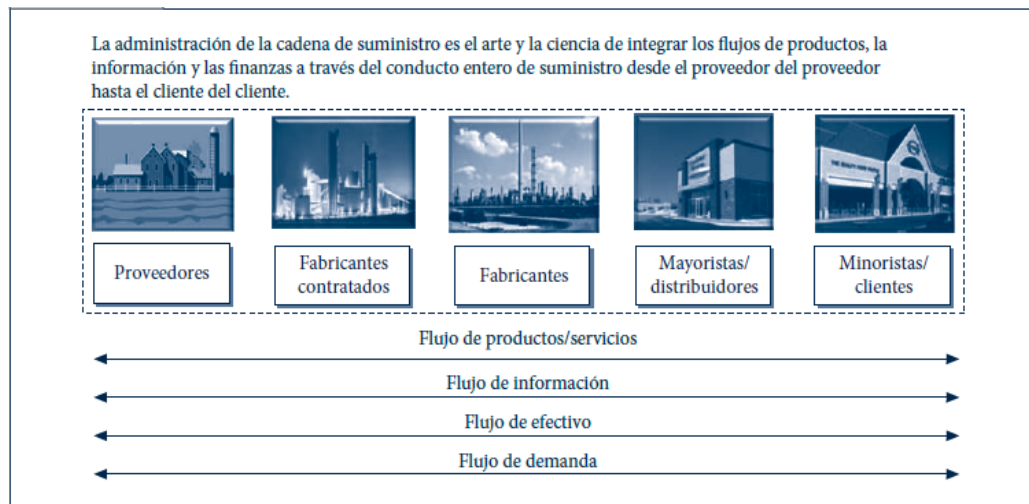 La administración de la cadena de suministro es el arte y la ciencia de integrar los flujos de productos, la
información y las finanzas a través del conducto entero de suministro desde el proveedor del proveedor
hasta el cliente del cliente.
Proveedores
Fabricantes
contratados
Fabricantes
Mayoristas/
distribuidores
Minoristas/
clientes
Flujo de productos/servicios
Flujo de información
Flujo de efectivo
Flujo de demanda